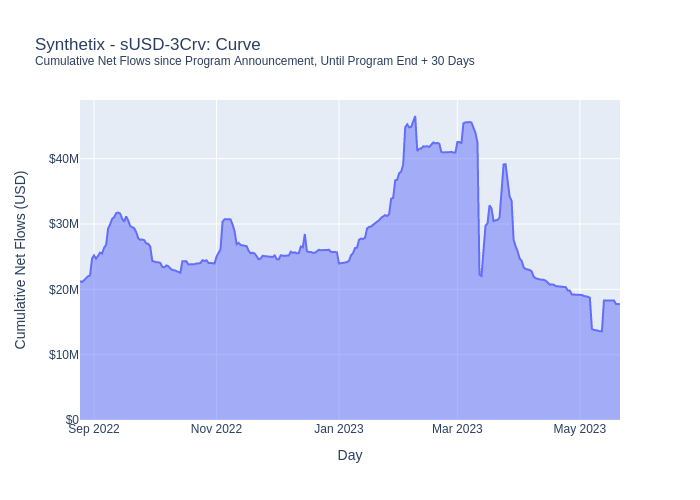 Synthetix - sUSD-3Crv: Curve
Cumulative Net Flows since Program Announcement, Until Program End + 30 Days
Cumulative Net Flows (USD)
$40M
$30M
$20M
$10M
$0
Sep 2022
Nov 2022
Jan 2023
Mar 2023
May 2023
Day